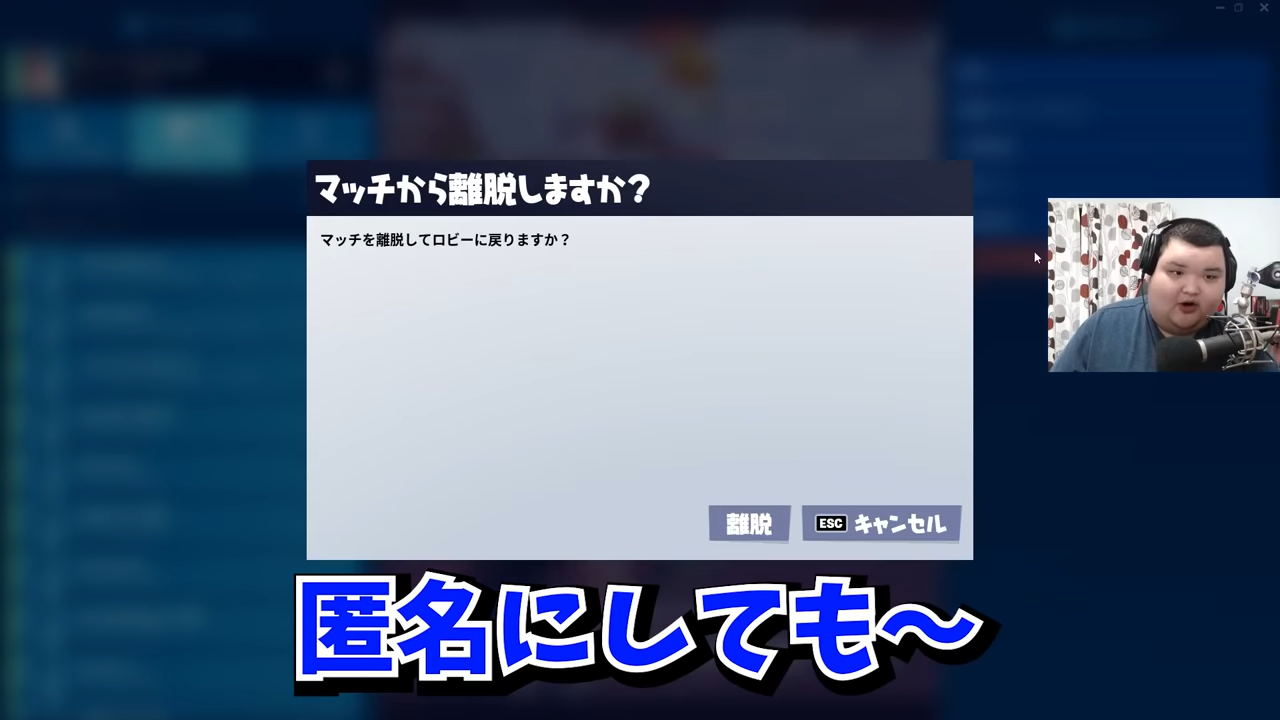 マッチから離脱しますか？
マッチを離脱してロビーに戻りますか？
離脱
ESC キャンセル
匿名にしても～